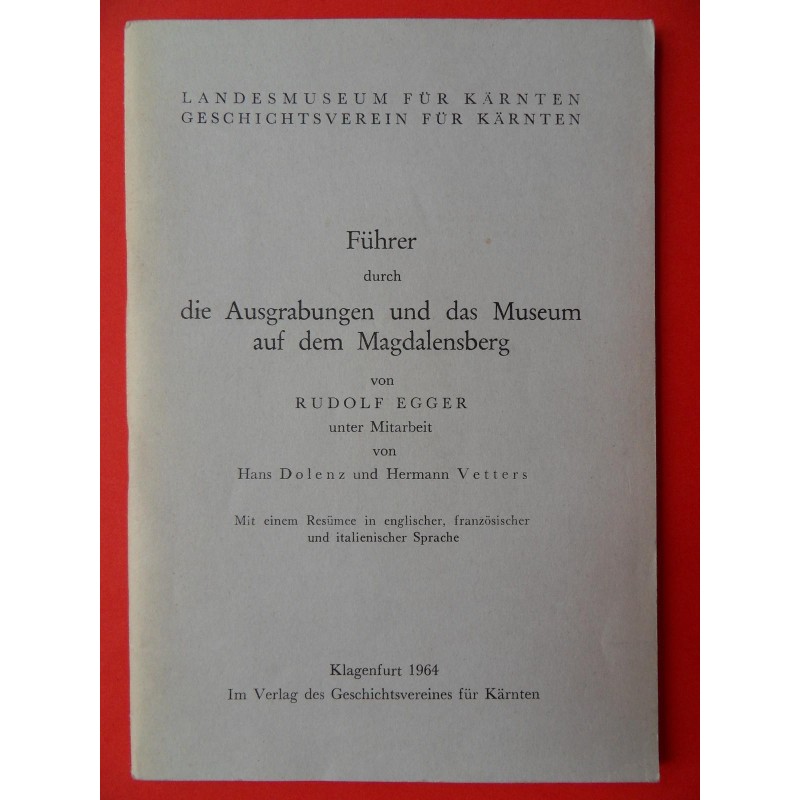 LANDESMUSEUM FÜR KÄRNTEN
GESCHICHTSVEREIN FÜR KÄRNTEN
Führer
durch
die Ausgrabungen und das Museum
auf dem Magdalensberg
von
RUDOLF EGGER
unter Mitarbeit
von
Hans Dolenz und Hermann Vetters
Mit einem Resümee in englischer, französischer
und italienischer Sprache
Klagenfurt 1964
Im Verlag des Geschichtsvereines für Kärnten